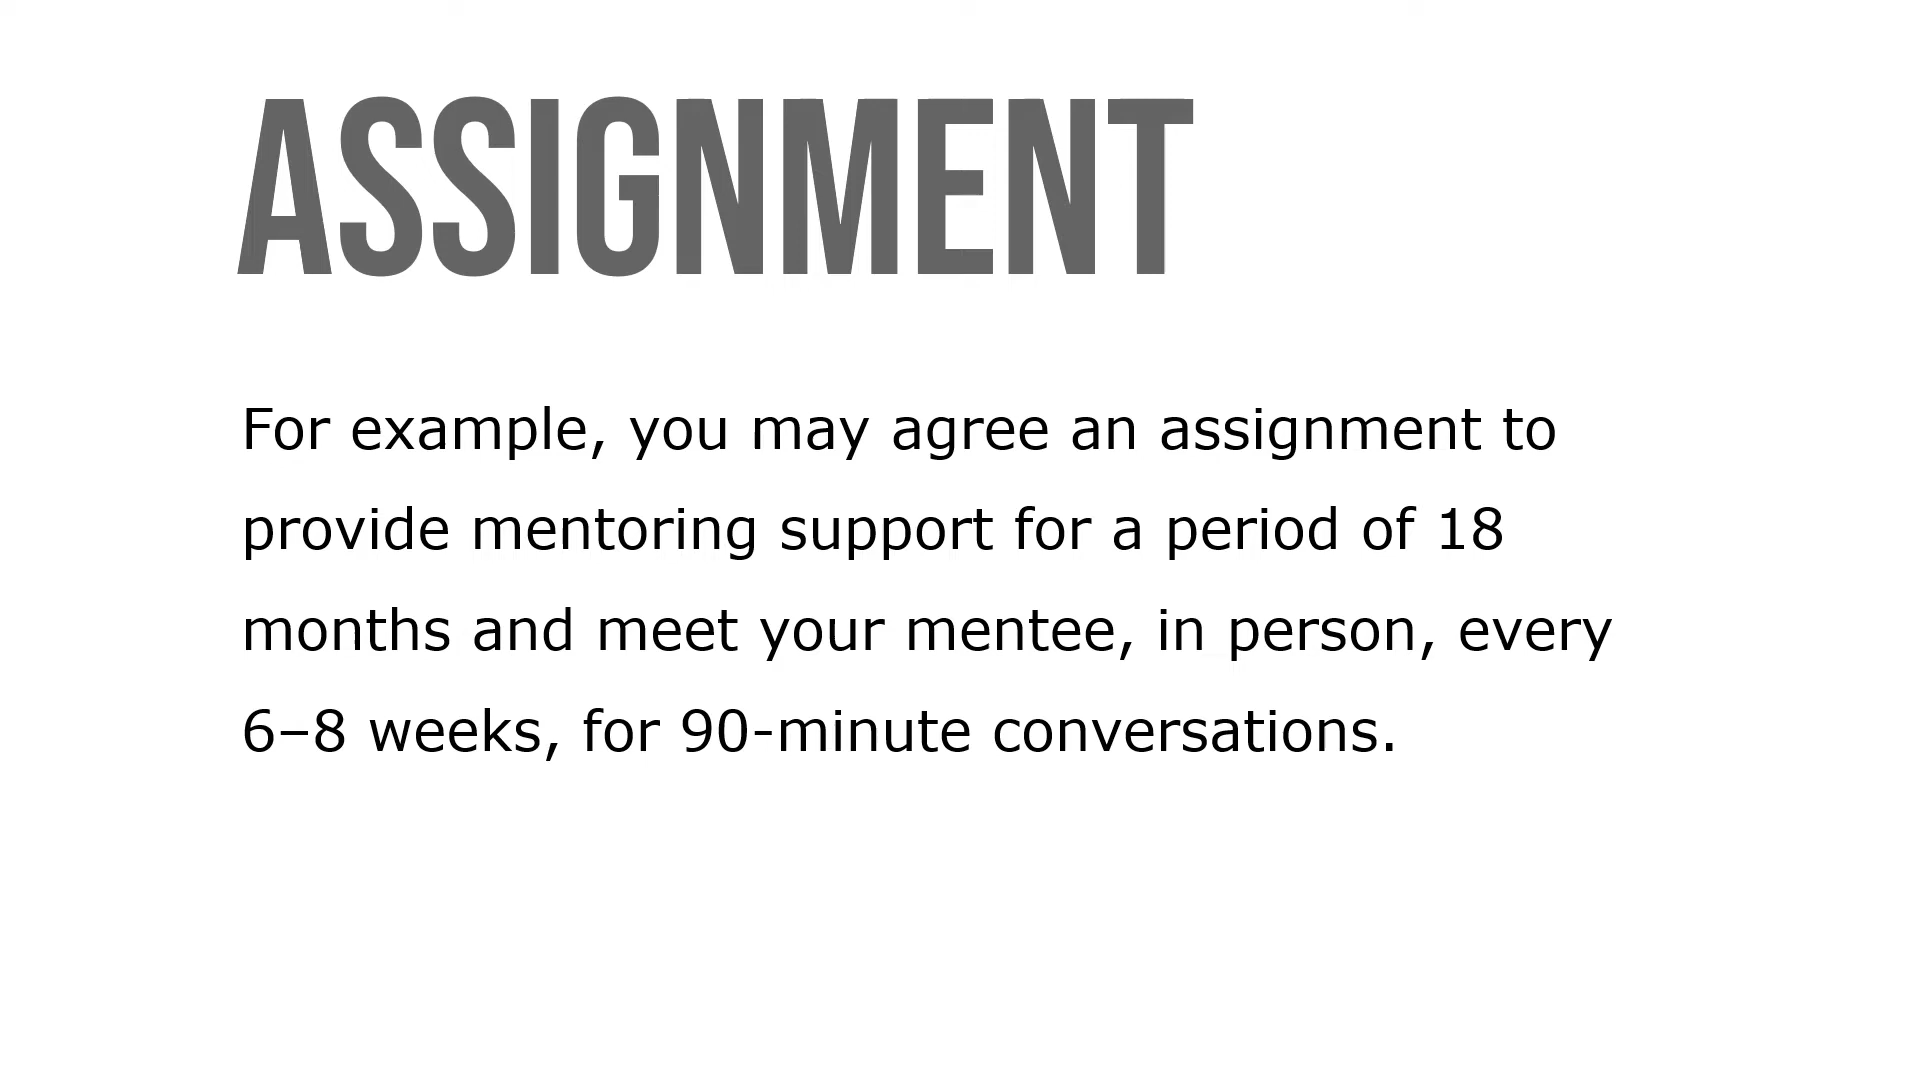 ASSIGNMENT
For example, you may agree an assignment to
provide mentoring support for a period of 18
months and meet your mentee, in person, every
6–8 weeks, for 90-minute conversations.